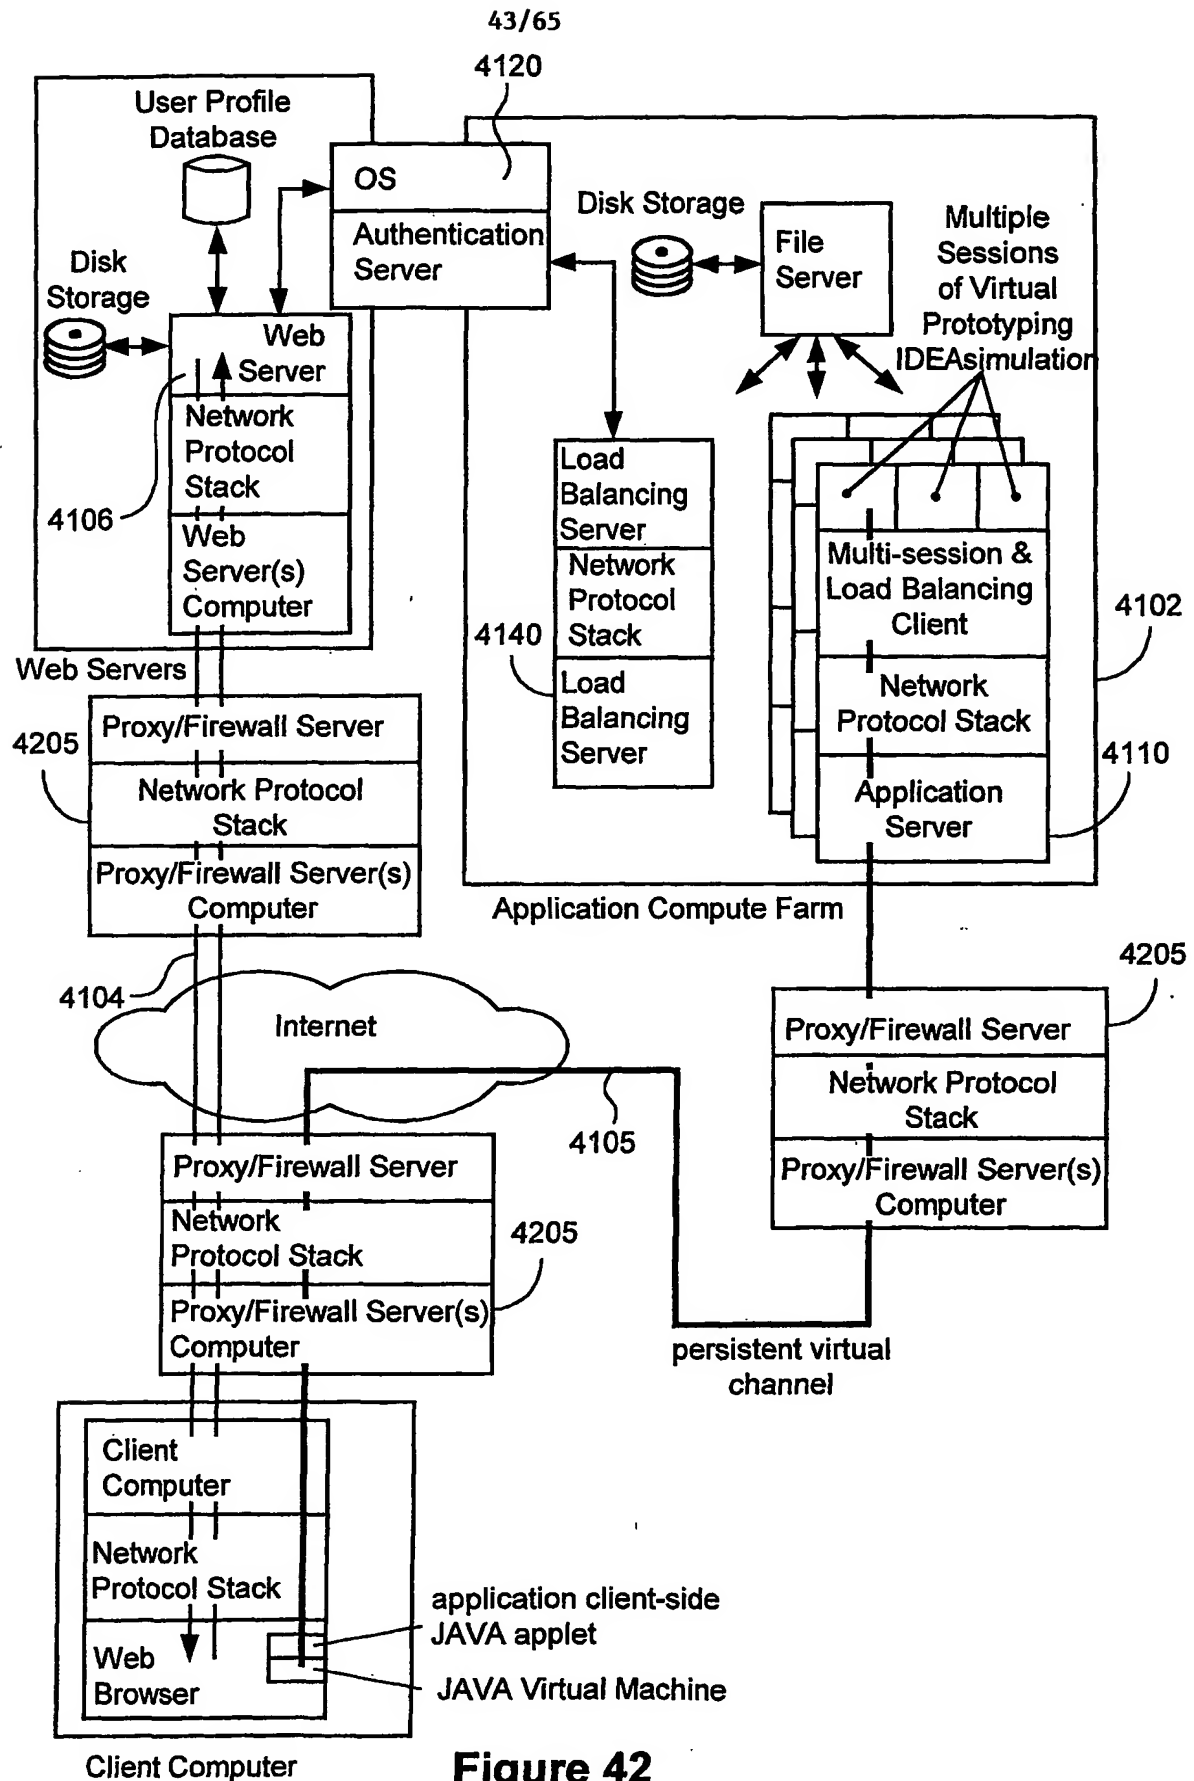 43/65
4120
User Profile
Database
OS
Authentication
Server
Disk Storage
File
Server
Multiple
Sessions
of Virtual
Prototyping
IDEAsimulation
Disk
Storage
Web
Server
Network
Protocol
Stack
4106
Web
Server(s)
Computer
Web Servers
Load
Balancing
Server
Network
Protocol
Stack
4140
Load
Balancing
Server
Multi-session &
Load Balancing
Client
4102
Network
Protocol Stack
4110
Application
Server
Application Compute Farm
4205
Proxy/Firewall Server
Network Protocol
Stack
Proxy/Firewall Server(s)
Computer
4104
Internet
4105
4205
Proxy/Firewall Server
Network Protocol
Stack
Proxy/Firewall Server(s)
Computer
Proxy/Firewall Server
Network
Protocol Stack
4205
Proxy/Firewall Server(s)
Computer
persistent virtual
channel
Client
Computer
Network
Protocol Stack
Web
Browser
application client-side
JAVA applet
JAVA Virtual Machine
Client Computer
Figure 42